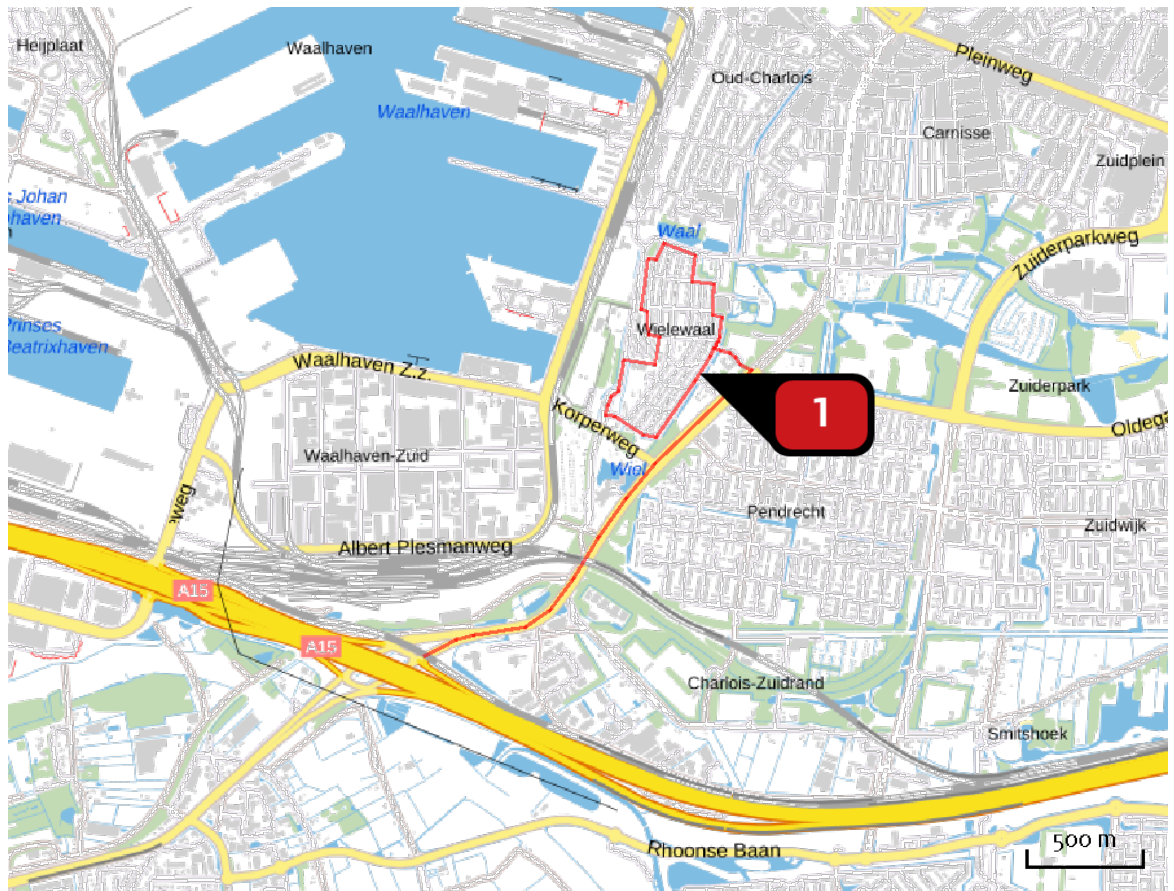 Heijplaat
Waalhaven
Pleinweg
Oud-Charlois
Waalhaven
Carnisse
Zuidplein
Johan
haven
Waal
Zuiderparkweg
Wielewaal
Prinses
Beatrixhaven
Waalhaven Z.z.
Zuiderpark
1
Korperweg
Oldega
Waalhaven-Zuid
Wiel
eweg
Pendrecht
Zuidwijk
Albert Plesmanweg
A15
A15
Charlois-Zuidrand
Smitshoek
500 m
Rhoonse Baan